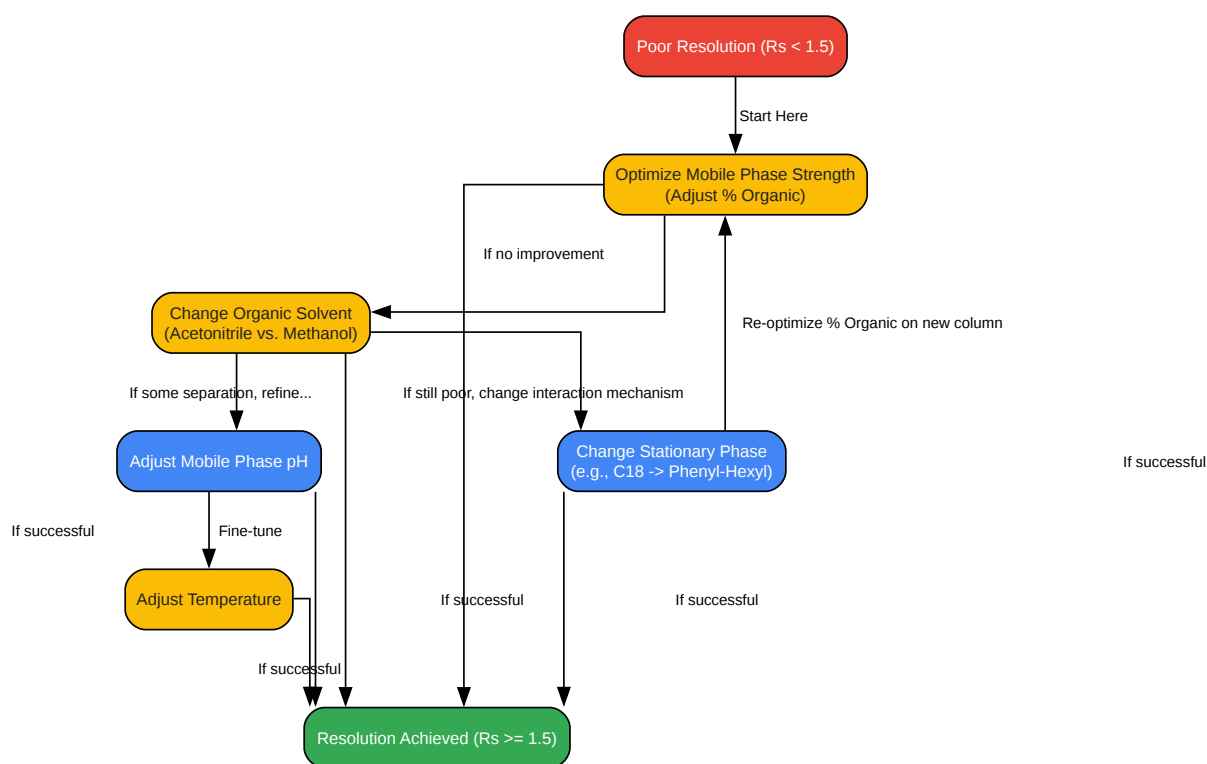 Poor Resolution (Rs < 1.5)
Start Here
Optimize Mobile Phase Strength
(Adjust % Organic)
If no improvement
Change Organic Solvent
(Acetonitrile vs. Methanol)
Re-optimize % Organic on new column
If some separation, refine...
If still poor, change interaction mechanism
Adjust Mobile Phase pH
Change Stationary Phase
(e.g., C18 -> Phenyl-Hexyl)
If successful
If successful
Fine-tune
Adjust Temperature
If successful
If successful
If successful
Resolution Achieved (Rs >= 1.5)